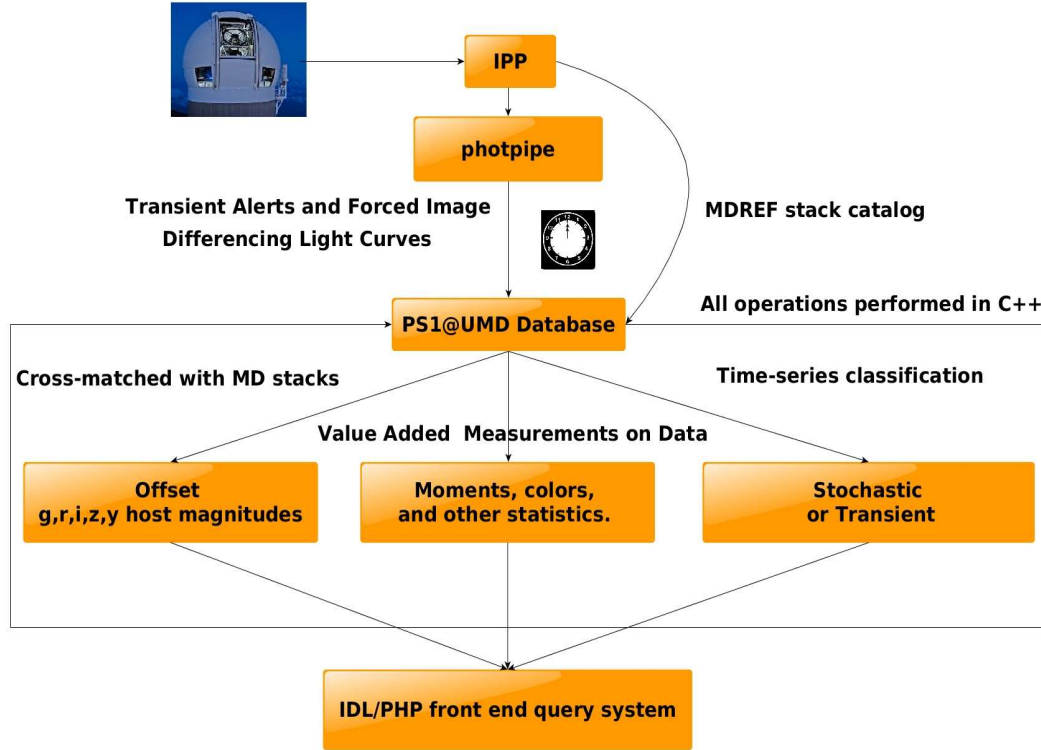 IPP
photpipe
Transient Alerts and Forced Image
Differencing Light Curves
MDREF stack catalog
PS1@UMD Database
All operations performed in C++
Cross-matched with MD stacks
Time-series classification
Value Added  Measurements on Data
Offset
g,r,i,z,y host magnitudes
Moments, colors,
and other statistics.
Stochastic
or Transient
IDL/PHP front end query system